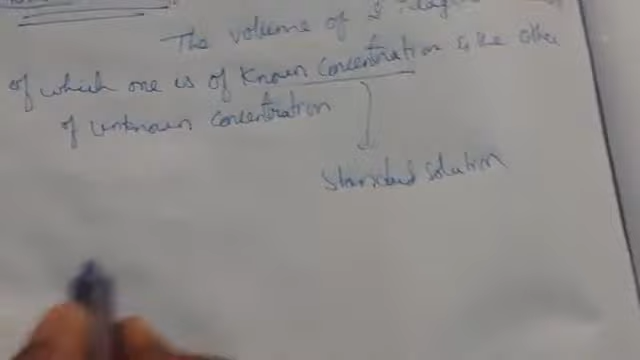 The volume of 2
of which one is of Known Concentration & the other
of unknown concentration
Standard solution